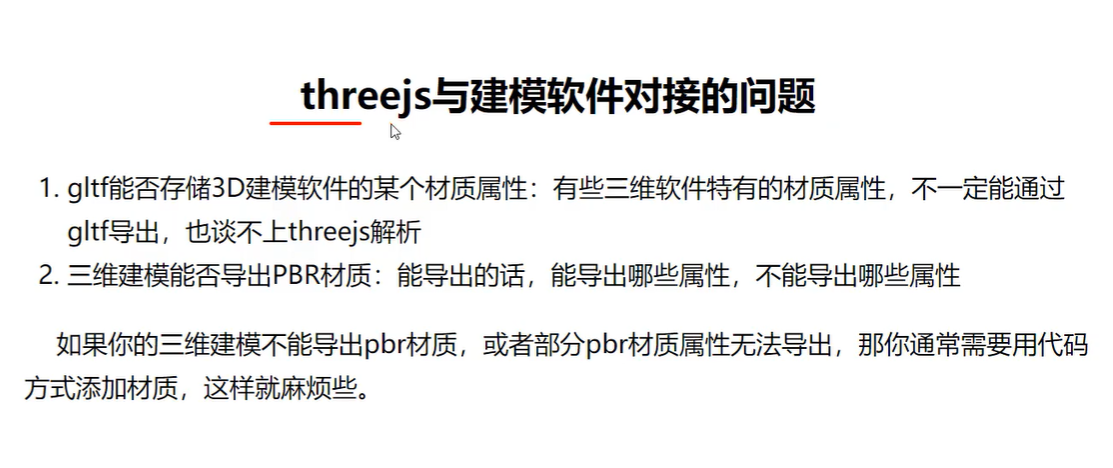 threejs与建模软件对接的问题
1. gltf能否存储3D建模软件的某个材质属性：有些三维软件特有的材质属性，不一定能通过
gltf导出，也谈不上threejs解析
2. 三维建模能否导出PBR材质：能导出的话，能导出哪些属性，不能导出哪些属性
如果你的三维建模不能导出pbr材质，或者部分pbr材质属性无法导出，那你通常需要用代码
方式添加材质，这样就麻烦些。